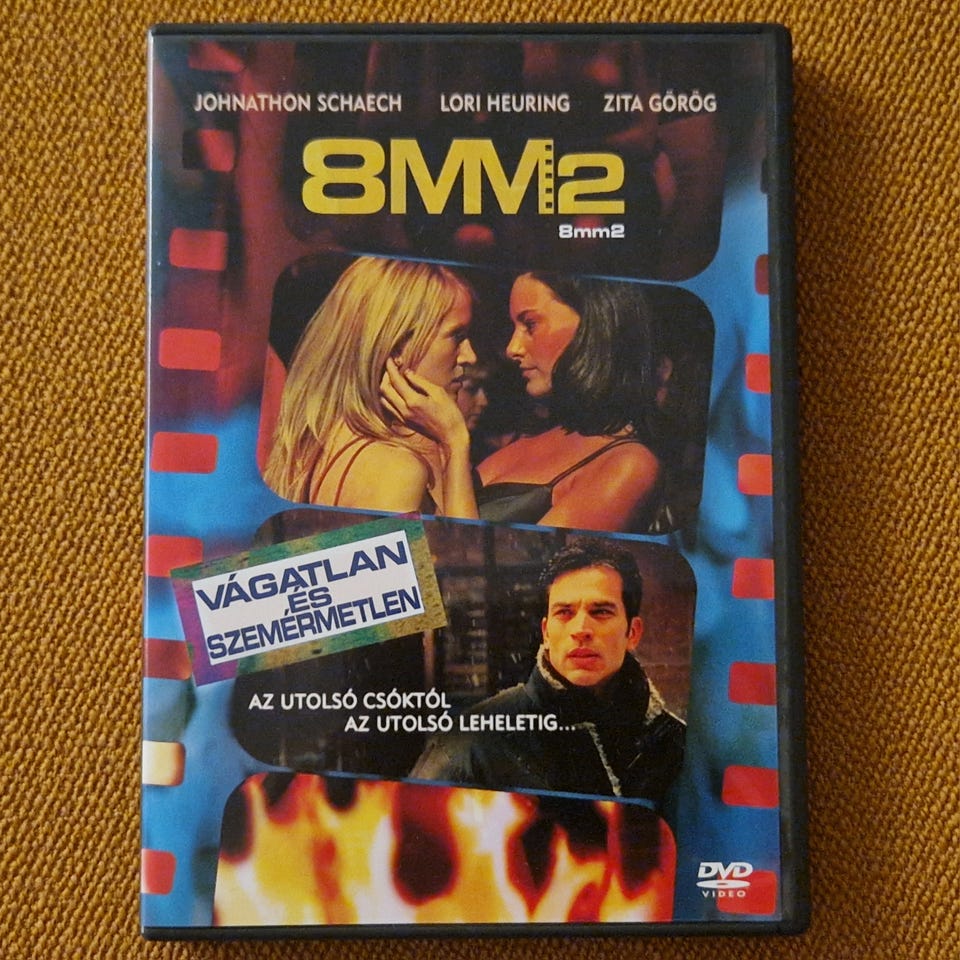 JOHNATHON SCHAECH LORI HEURING ZITA GÖRÖG
8MM2
8mm2
VÁGATLAN
ÉS
SZEMÉRMETLEN
AZ UTOLSÓ CSÓKTÓL
AZ UTOLSÓ LEHELETIG...
DVD
VIDEO